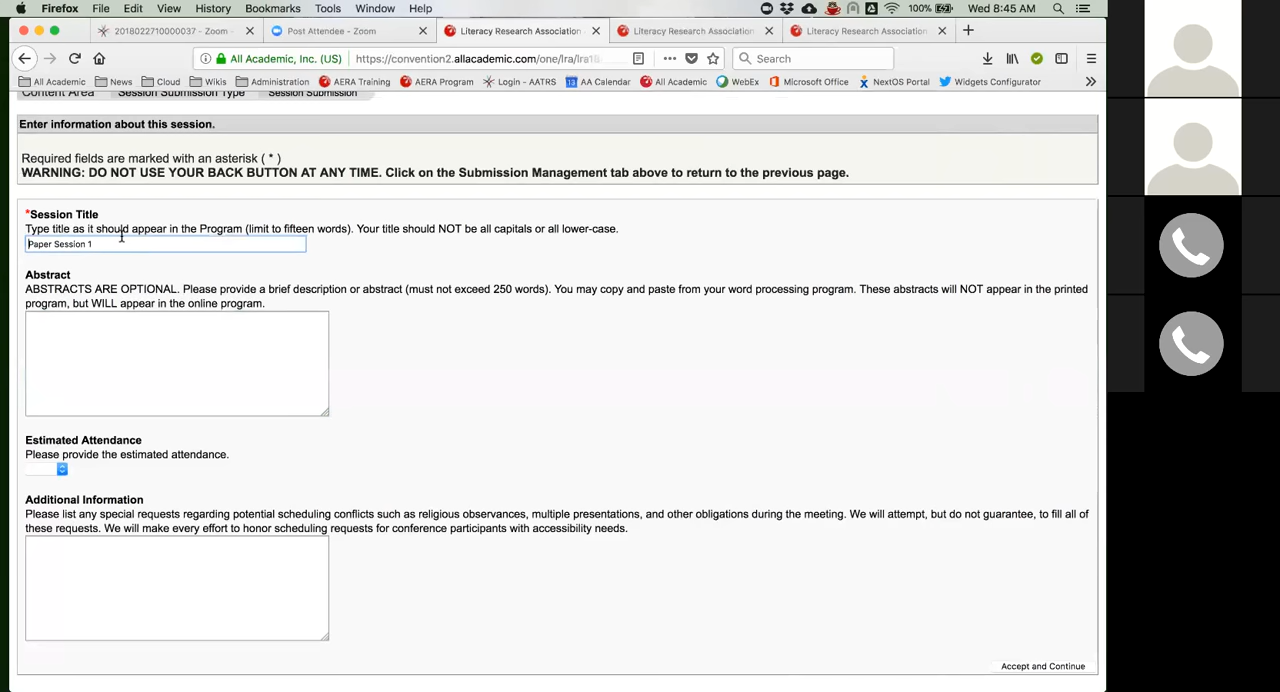 Firefox File Edit View History Bookmarks Tools Window Help 100% Wed 8:45 AM
2018022710000037 - Zoom Post Attendee - Zoom Literacy Research Association Literacy Research Association Literacy Research Association
All Academic, Inc. (US) https://convention2.allacademic.com/one/lra/lra18 Search
All Academic News Cloud Wikis Administration AERA Training AERA Program Login - AATRS AA Calendar All Academic WebEx Microsoft Office NextOS Portal Widgets Configurator
Content Area Session Submission Type Session Submission
Enter information about this session.
Required fields are marked with an asterisk ( * )
WARNING: DO NOT USE YOUR BACK BUTTON AT ANY TIME. Click on the Submission Management tab above to return to the previous page.
*Session Title
Type title as it should appear in the Program (limit to fifteen words). Your title should NOT be all capitals or all lower-case.
Paper Session 1
Abstract
ABSTRACTS ARE OPTIONAL. Please provide a brief description or abstract (must not exceed 250 words). You may copy and paste from your word processing program. These abstracts will NOT appear in the printed
program, but WILL appear in the online program.
Estimated Attendance
Please provide the estimated attendance.
Additional Information
Please list any special requests regarding potential scheduling conflicts such as religious observances, multiple presentations, and other obligations during the meeting. We will attempt, but do not guarantee, to fill all of
these requests. We will make every effort to honor scheduling requests for conference participants with accessibility needs.
Accept and Continue